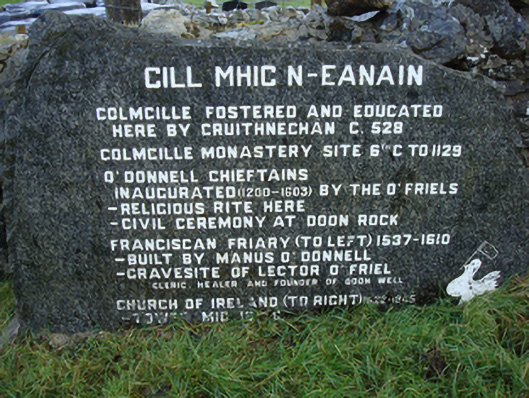 CILL MHIC N-EANAIN
COLMCILLE FOSTERED AND EDUCATED
HERE BY CRUITHNECHAN C. 528
COLMCILLE MONASTERY SITE 6TH C TO 1129
O'DONNELL CHIEFTAINS
INAUGURATED (1200-1603) BY THE O'FRIELS
-RELIGIOUS RITE HERE
-CIVIL CEREMONY AT DOON ROCK
FRANCISCAN FRIARY (TO LEFT) 1537-1610
-BUILT BY MANUS O'DONNELL
-GRAVESITE OF LECTOR O'FRIEL
CLERIC, HEALER AND FOUNDER OF DOON WELL
CHURCH OF IRELAND (TO RIGHT)
-TOWER MID